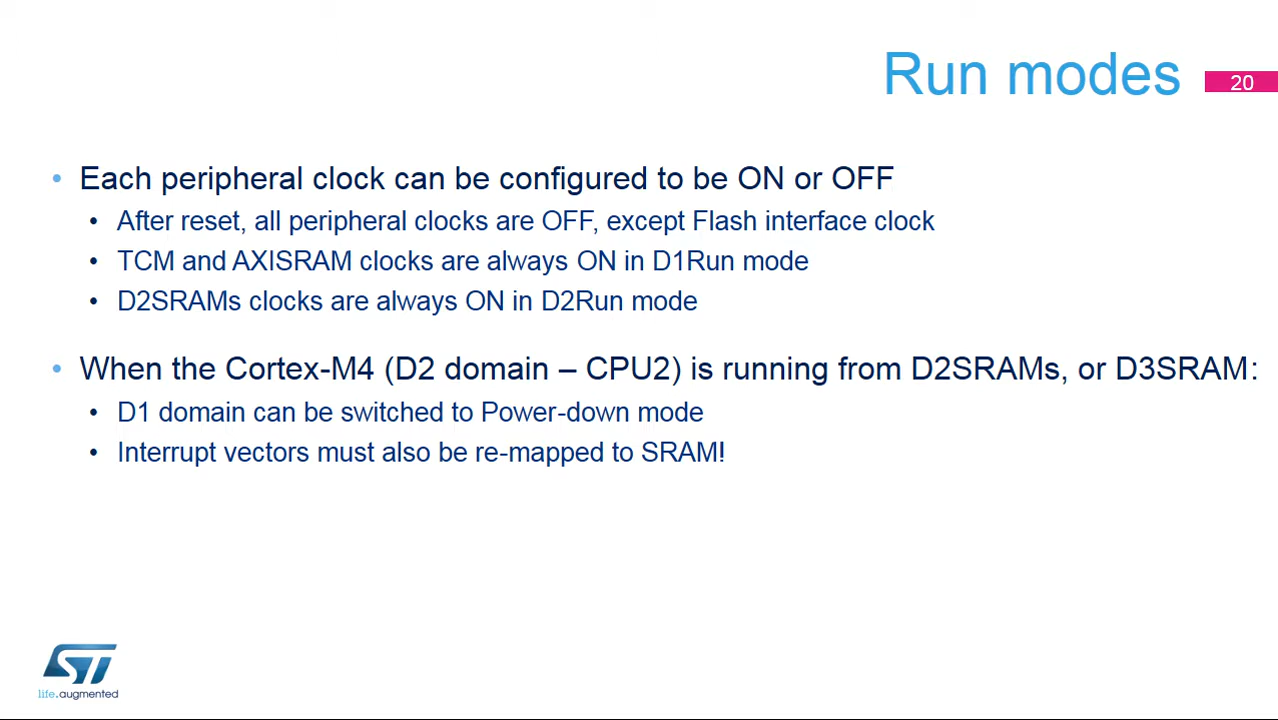 Run modes
20
• Each peripheral clock can be configured to be ON or OFF
• After reset, all peripheral clocks are OFF, except Flash interface clock
• TCM and AXISRAM clocks are always ON in D1Run mode
• D2SRAMs clocks are always ON in D2Run mode
• When the Cortex-M4 (D2 domain – CPU2) is running from D2SRAMs, or D3SRAM:
• D1 domain can be switched to Power-down mode
• Interrupt vectors must also be re-mapped to SRAM!
ST
life.augmented